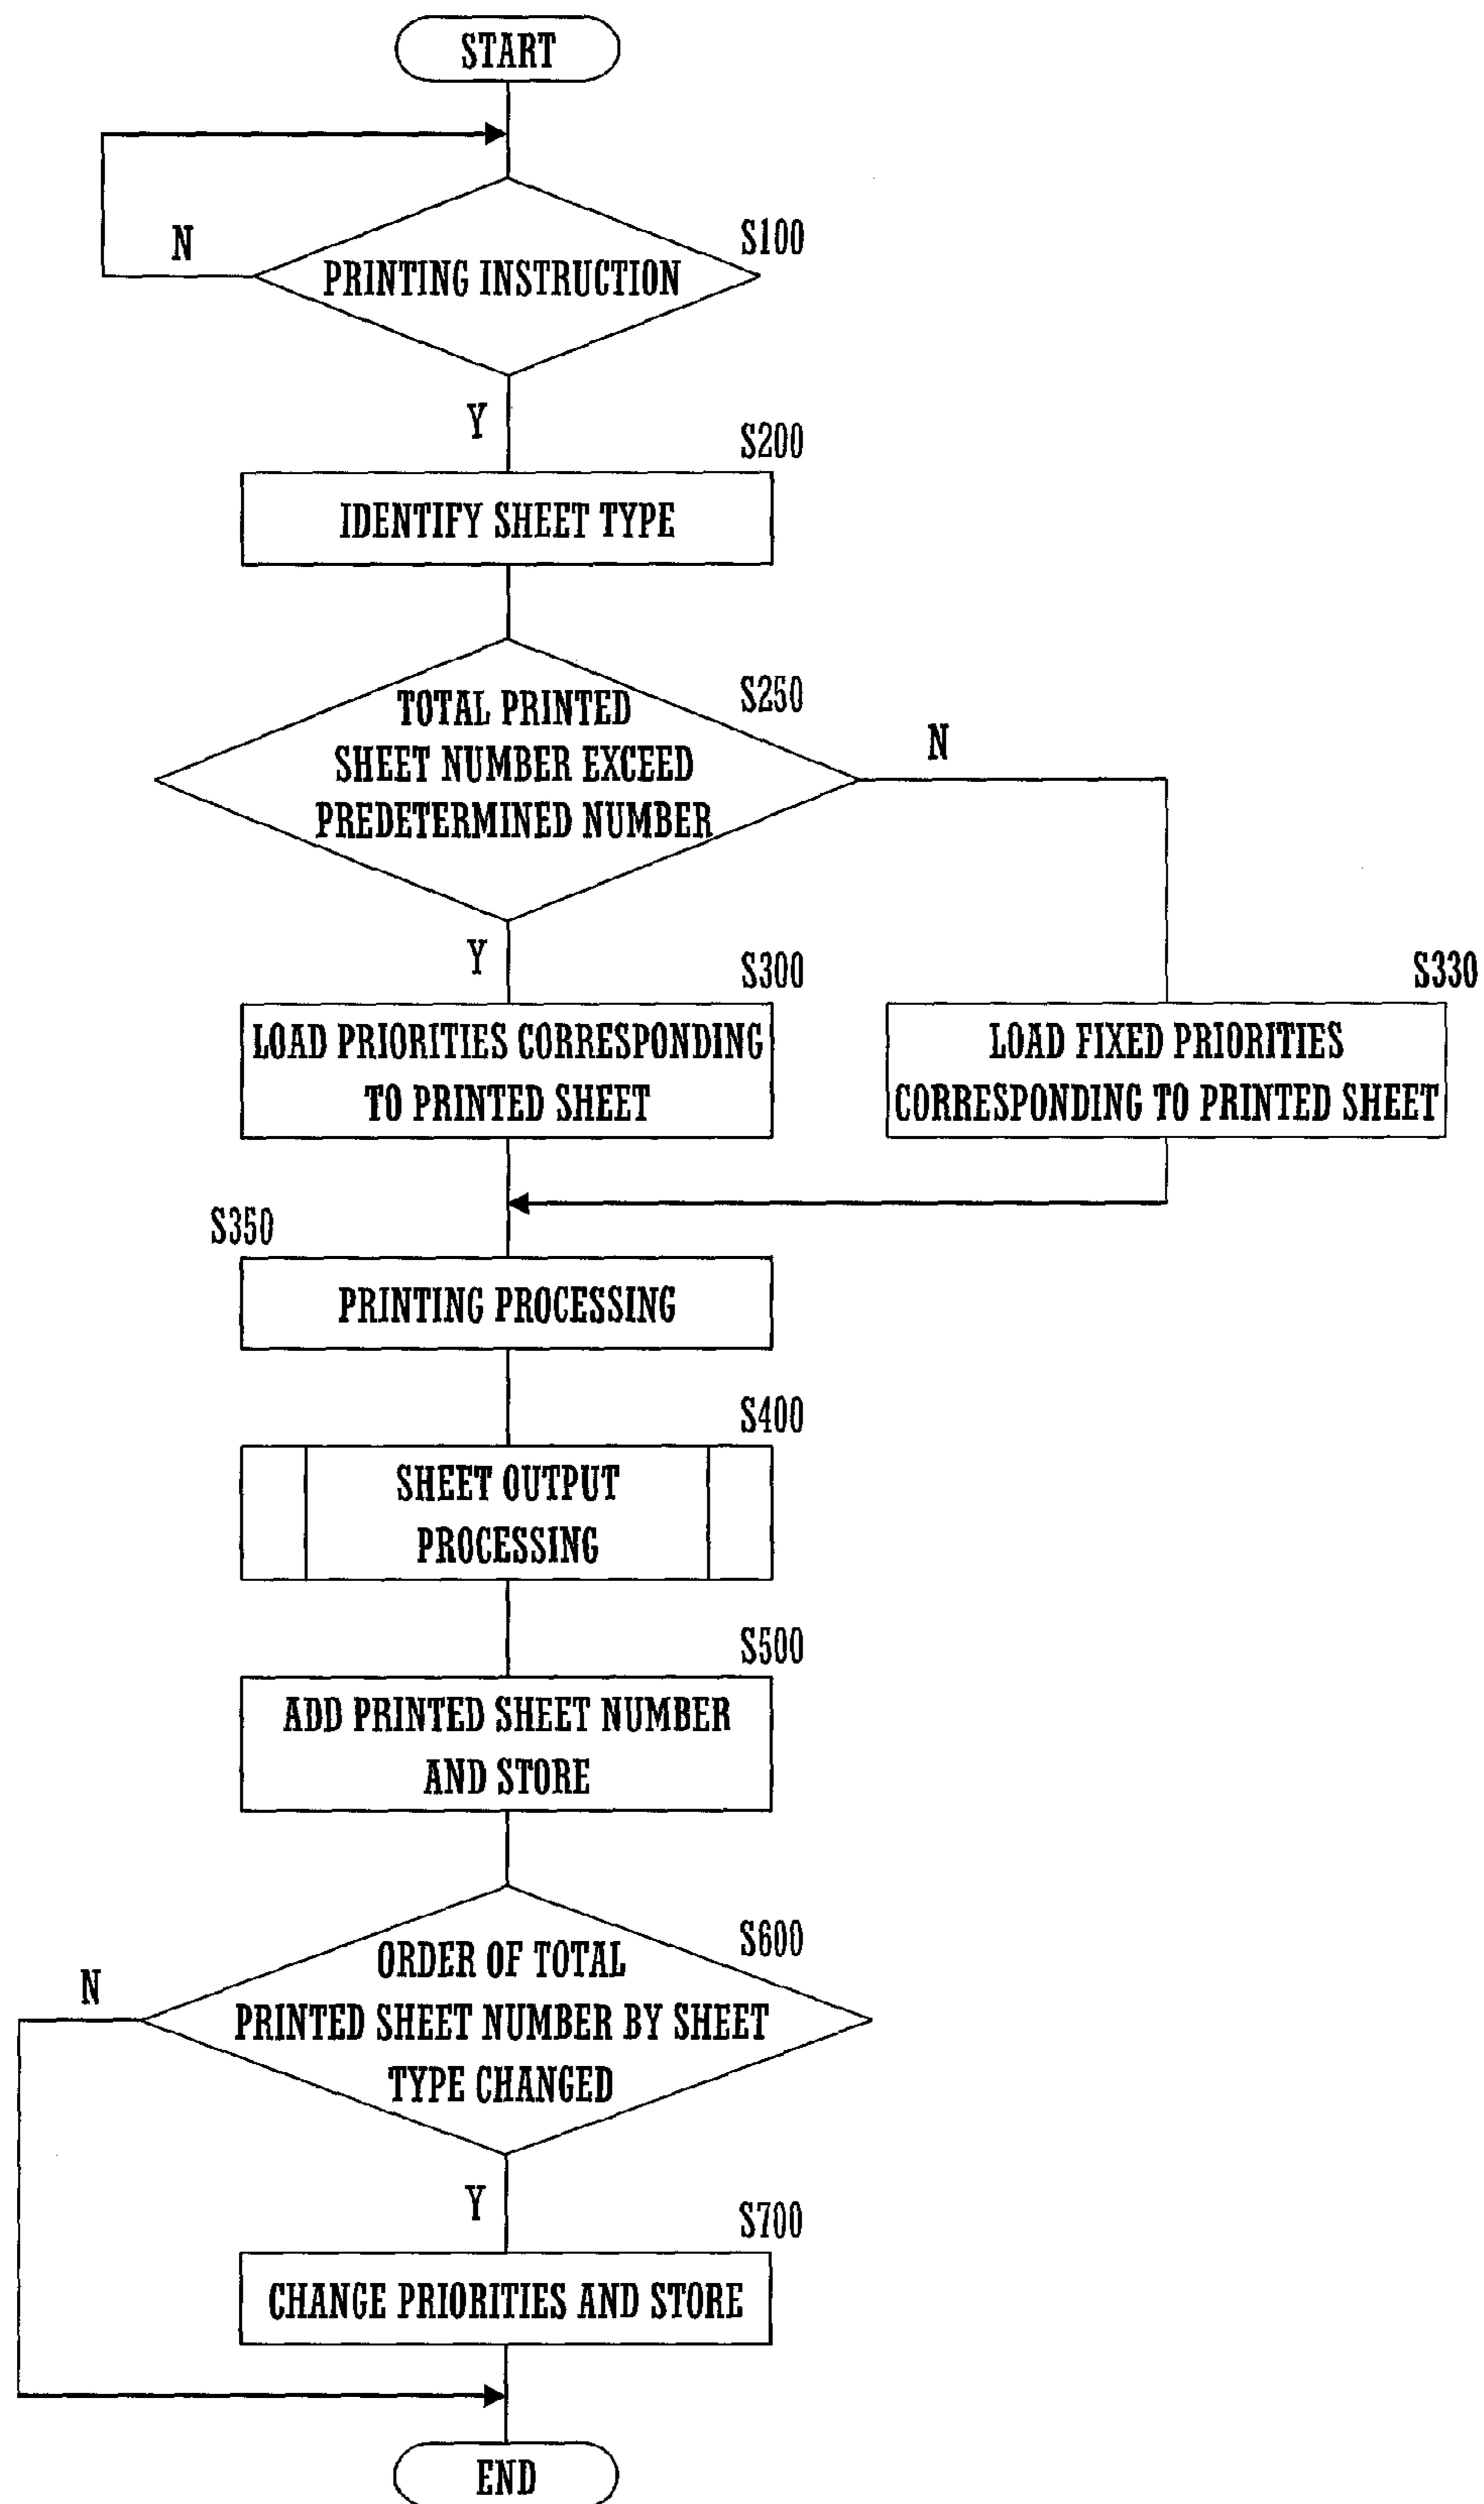 START
N
S100
PRINTING INSTRUCTION
Y
S200
IDENTIFY SHEET TYPE
S250
TOTAL PRINTED
SHEET NUMBER EXCEED
PREDETERMINED NUMBER
N
Y
S300
LOAD PRIORITIES CORRESPONDING
TO PRINTED SHEET
S330
LOAD FIXED PRIORITIES
CORRESPONDING TO PRINTED SHEET
S350
PRINTING PROCESSING
S400
SHEET OUTPUT
PROCESSING
S500
ADD PRINTED SHEET NUMBER
AND STORE
S600
ORDER OF TOTAL
PRINTED SHEET NUMBER BY SHEET
TYPE CHANGED
N
Y
S700
CHANGE PRIORITIES AND STORE
END